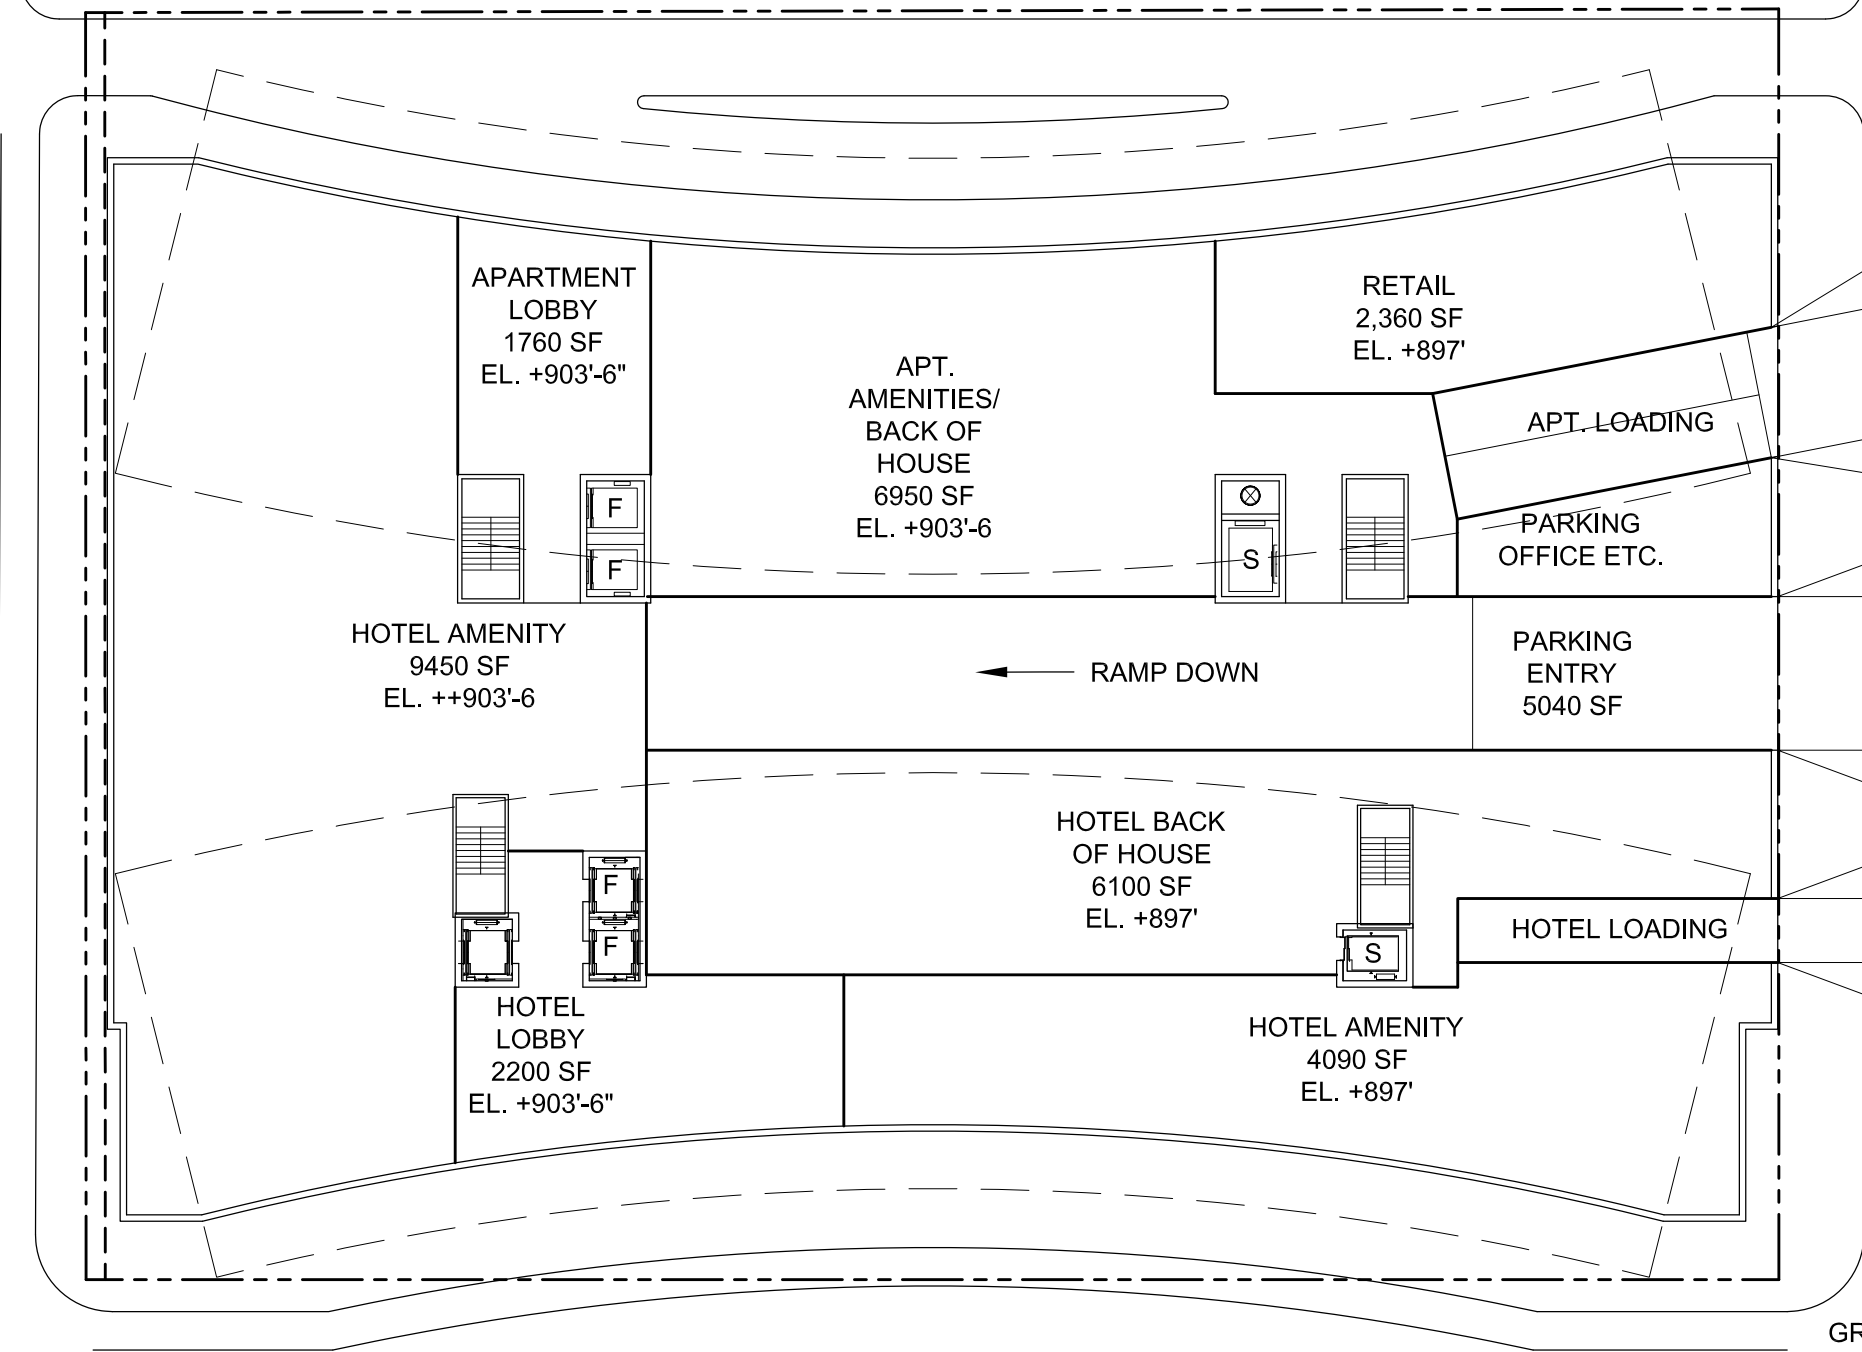 APARTMENT
LOBBY
1760 SF
EL. +903'-6"
RETAIL
2,360 SF
EL. +897'
APT.
AMENITIES/
BACK OF
HOUSE
6950 SF
EL. +903'-6
APT. LOADING
F
F
S
PARKING
OFFICE ETC.
HOTEL AMENITY
9450 SF
EL. ++903'-6
RAMP DOWN
PARKING
ENTRY
5040 SF
HOTEL BACK
OF HOUSE
6100 SF
EL. +897'
F
F
S
HOTEL LOADING
HOTEL
LOBBY
2200 SF
EL. +903'-6"
HOTEL AMENITY
4090 SF
EL. +897'
GR